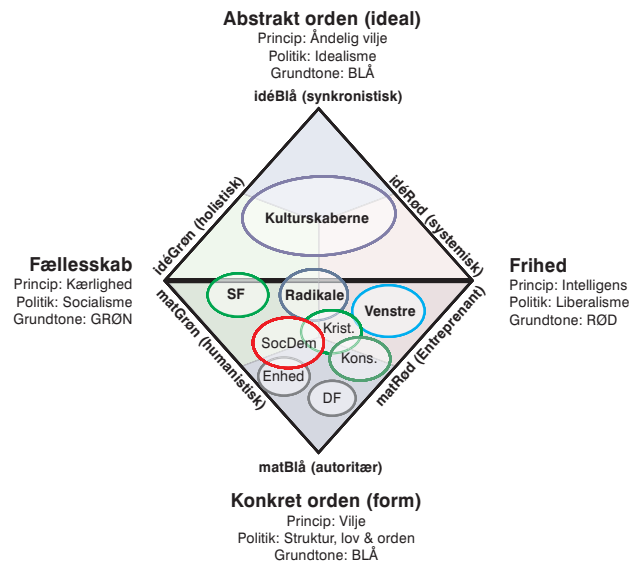 Abstrakt orden (ideal)
Princip: Åndelig vilje
Politik: Idealisme
Grundtone: BLÅ
idéBlå (synkronistisk)
idéGrøn (holistisk)
idéRød (systemisk)
Kulturskaberne
Fællesskab
Princip: Kærlighed
Politik: Socialisme
Grundtone: GRØN
Frihed
Princip: Intelligens
Politik: Liberalisme
Grundtone: RØD
SF
Radikale
Venstre
Krist.
SocDem
Kons.
Enhed
DF
matGrøn (humanistisk)
matRød (Entreprenant)
matBlå (autoritær)
Konkret orden (form)
Princip: Vilje
Politik: Struktur, lov & orden
Grundtone: BLÅ